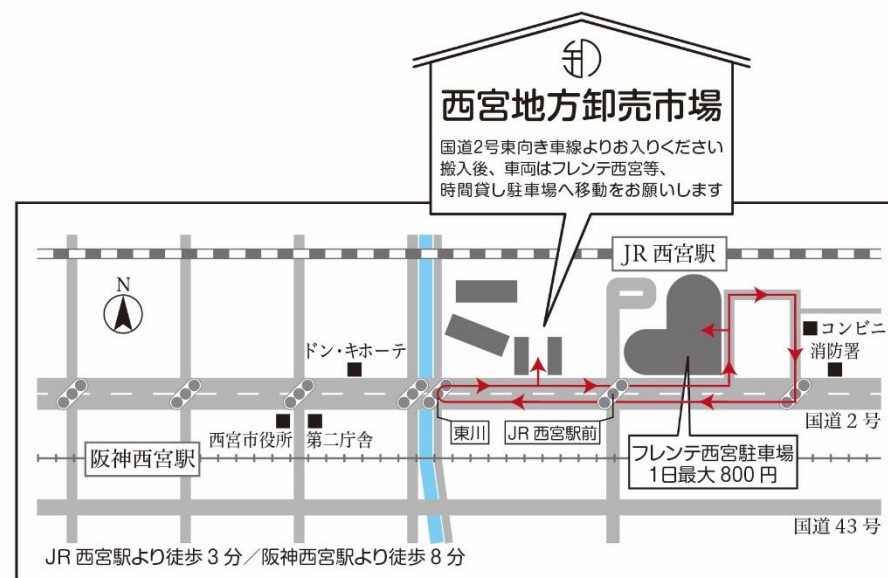 卸
西宮地方卸売市場
国道2号東向き車線よりお入りください
搬入後、車両はフレンテ西宮等、
時間貸し駐車場へ移動をお願いします
JR 西宮駅
N
コンビニ
ドン・キホーテ
消防署
国道 2 号
西宮市役所
第二庁舎
東川
JR 西宮駅前
阪神西宮駅
フレンテ西宮駐車場
1日最大 800 円
国道 43 号
JR 西宮駅より徒歩 3 分／阪神西宮駅より徒歩 8 分